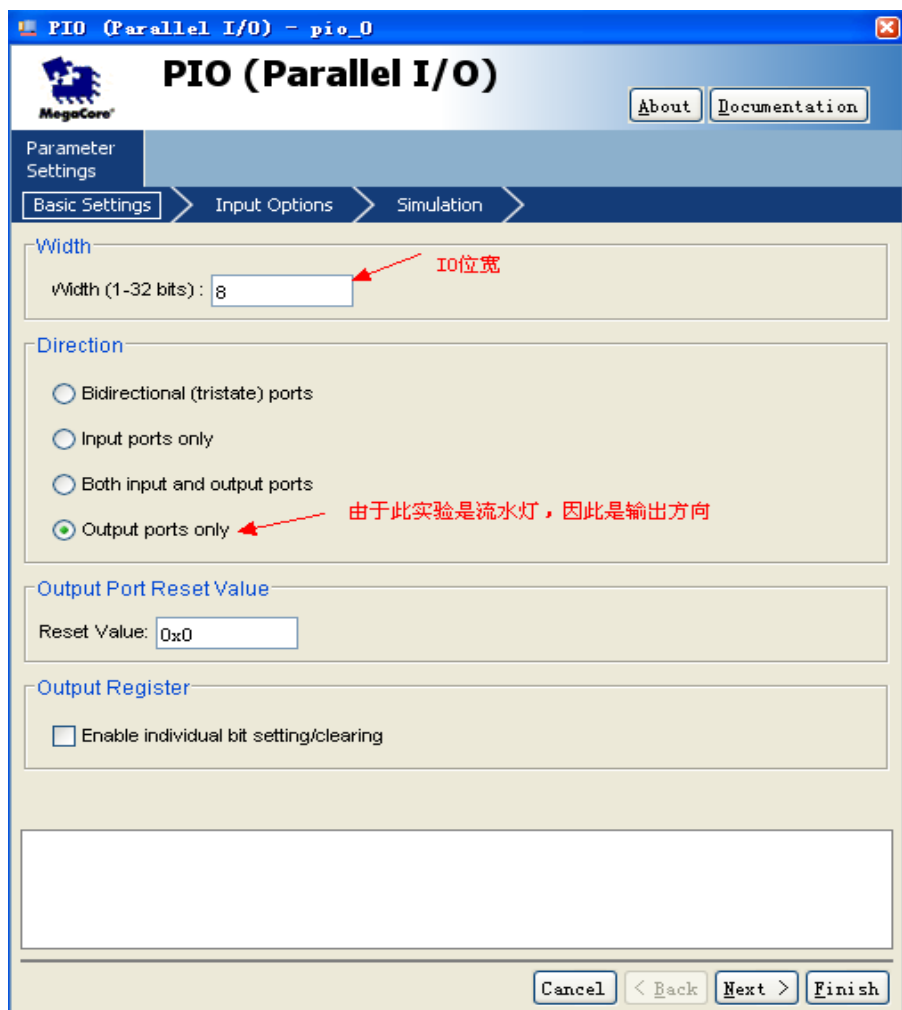 PIO (Parallel I/O) - pio_0
PIO (Parallel I/O)
MegaCore®
About
Documentation
Parameter
Settings
Basic Settings
Input Options
Simulation
Width
IO位宽
Width (1-32 bits) : 8
Direction
Bidirectional (tristate) ports
Input ports only
Both input and output ports
由于此实验是流水灯，因此是输出方向
Output ports only
Output Port Reset Value
Reset Value: 0x0
Output Register
Enable individual bit setting/clearing
Cancel
< Back
Next >
Finish